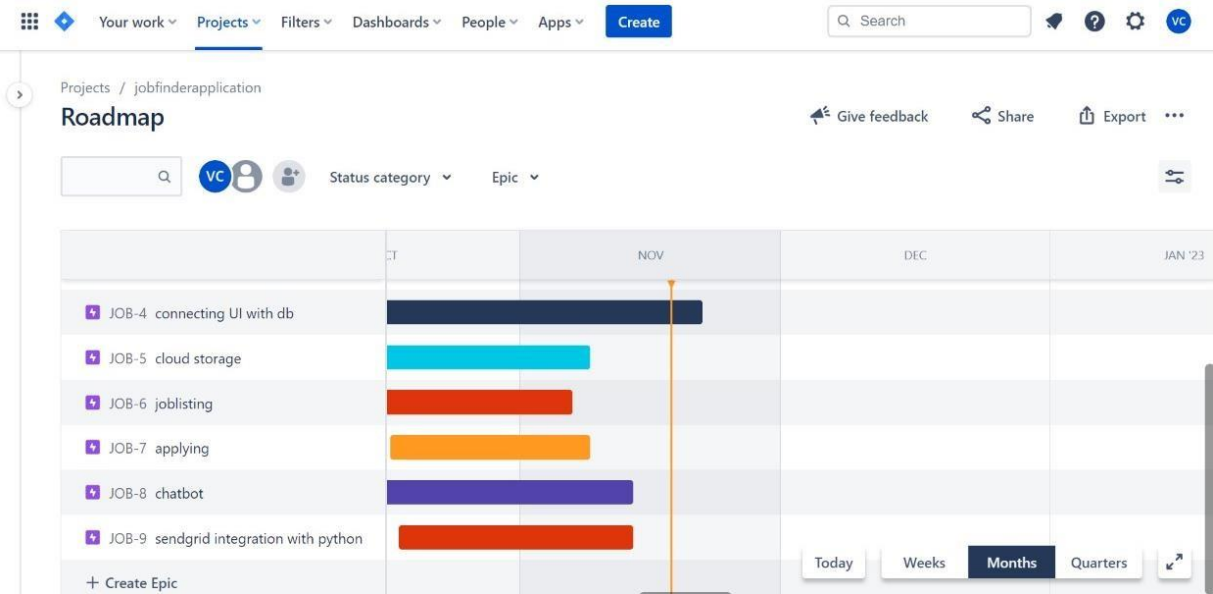 Your work Projects Filters Dashboards People Apps Create Search VC
Projects / jobfinderapplication
Roadmap
Give feedback Share Export
VC Status category Epic
CT NOV DEC JAN '23
JOB-4 connecting UI with db
JOB-5 cloud storage
JOB-6 joblisting
JOB-7 applying
JOB-8 chatbot
JOB-9 sendgrid integration with python
Today Weeks Months Quarters
+ Create Epic